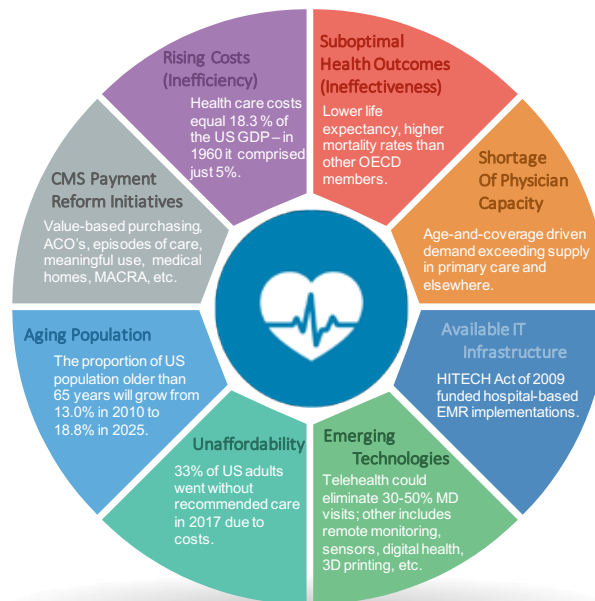 Rising Costs
(Inefficiency)
Health care costs
equal 18.3 % of
the US GDP – in
1960 it comprised
just 5%.
Suboptimal
Health Outcomes
(Ineffectiveness)
Lower life
expectancy, higher
mortality rates than
other OECD
members.
Shortage
Of Physician
Capacity
Age-and-coverage driven
demand exceeding supply
in primary care and
elsewhere.
Available IT
Infrastructure
HITECH Act of 2009
funded hospital-based
EMR implementations.
Emerging
Technologies
Telehealth could
eliminate 30-50% MD
visits; other includes
remote monitoring,
sensors, digital health,
3D printing, etc.
Unaffordability
33% of US adults
went without
recommended care
in 2017 due to
costs.
Aging Population
The proportion of US
population older than
65 years will grow from
13.0% in 2010 to
18.8% in 2025.
CMS Payment
Reform Initiatives
Value-based purchasing,
ACO's, episodes of care,
meaningful use, medical
homes, MACRA, etc.